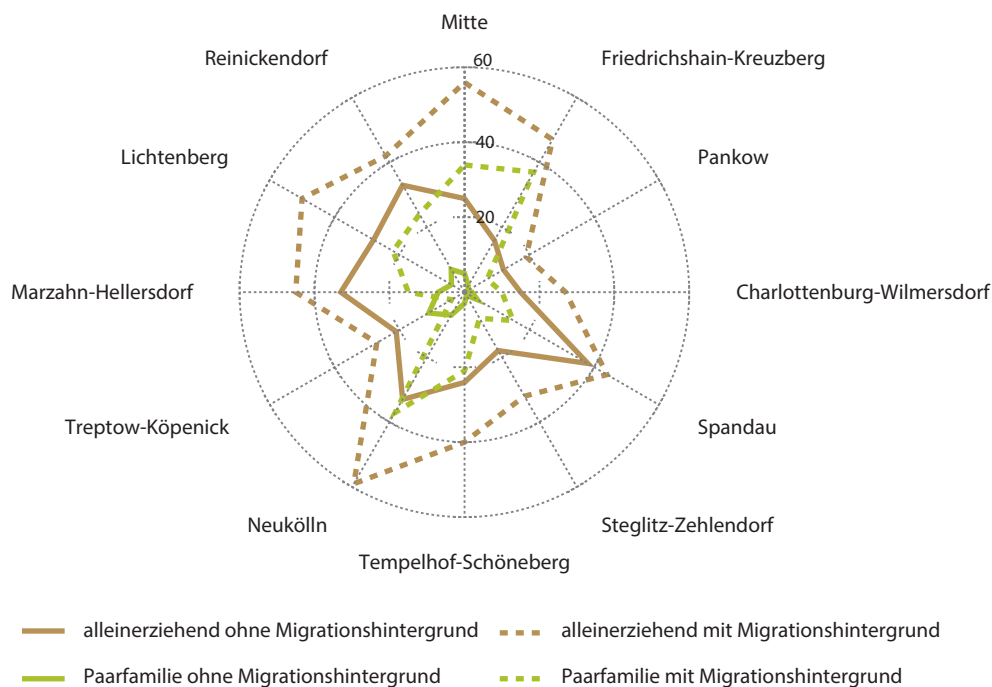 Mitte
Reinickendorf
60
Friedrichshain-Kreuzberg
Lichtenberg
40
Pankow
20
Marzahn-Hellersdorf
Charlottenburg-Wilmersdorf
Treptow-Köpenick
Spandau
Neukölln
Steglitz-Zehlendorf
Tempelhof-Schöneberg
alleinerziehend ohne Migrationshintergrund
alleinerziehend mit Migrationshintergrund
Paarfamilie ohne Migrationshintergrund
Paarfamilie mit Migrationshintergrund